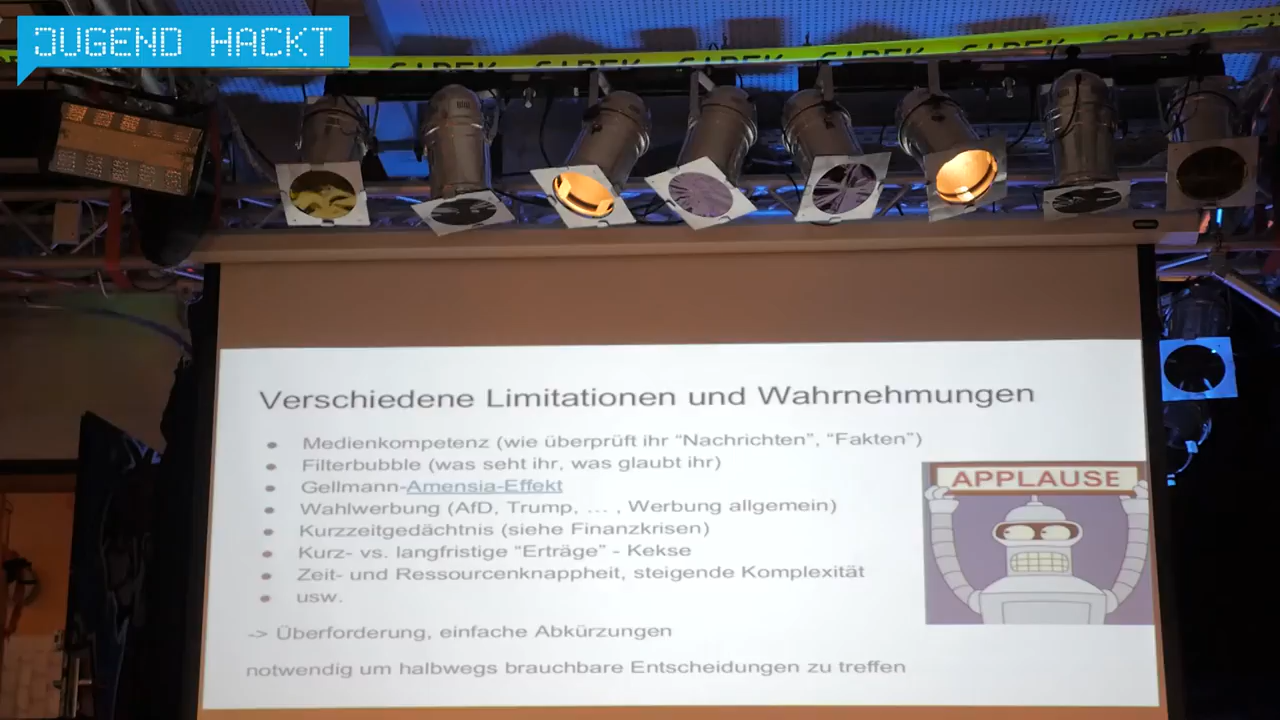 JUGEND HACKT
Verschiedene Limitationen und Wahrnehmungen
● Medienkompetenz (wie überprüft ihr “Nachrichten”, “Fakten”)
● Filterbubble (was seht ihr, was glaubt ihr)
● Gellmann-Amensia-Effekt
● Wahlwerbung (AfD, Trump, … , Werbung allgemein)
● Kurzzeitgedächtnis (siehe Finanzkrisen)
● Kurz- vs. langfristige “Erträge” - Kekse
● Zeit- und Ressourcenknappheit, steigende Komplexität
● usw.
APPLAUSE
-> Überforderung, einfache Abkürzungen
notwendig um halbwegs brauchbare Entscheidungen zu treffen